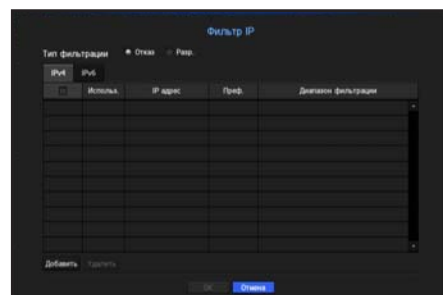 Фильтр IP
Тип фильтрации Отказ Разр.
IPv4 IPv6
Использ. IP адрес Преф. Диапазон фильтрации
Добавить Удалить
OK Отмена